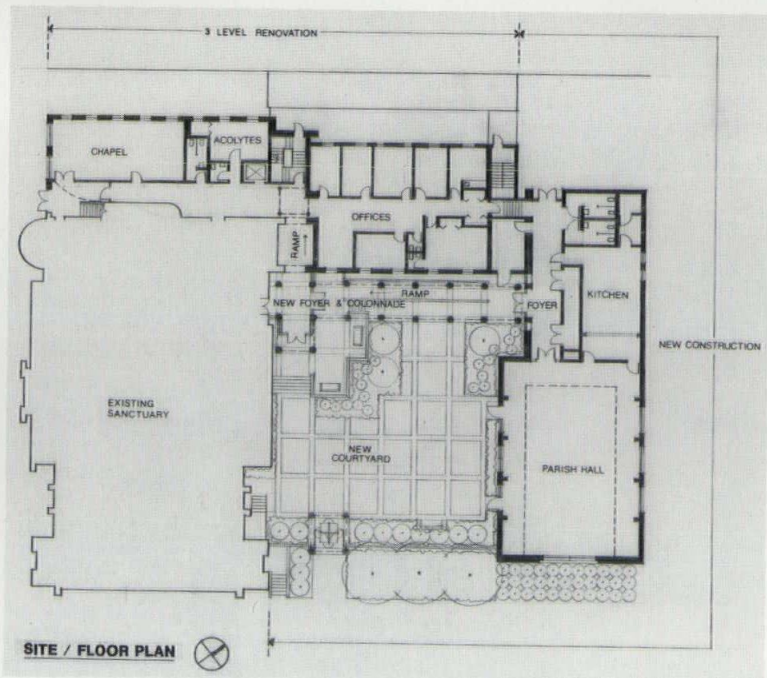 3 LEVEL RENOVATION
CHAPEL
ACOLYTES
OFFICES
RAMP
RAMP
NEW FOYER & COLONNADE
FOYER
KITCHEN
NEW CONSTRUCTION
EXISTING
SANCTUARY
NEW
COURTYARD
PARISH HALL
SITE / FLOOR PLAN